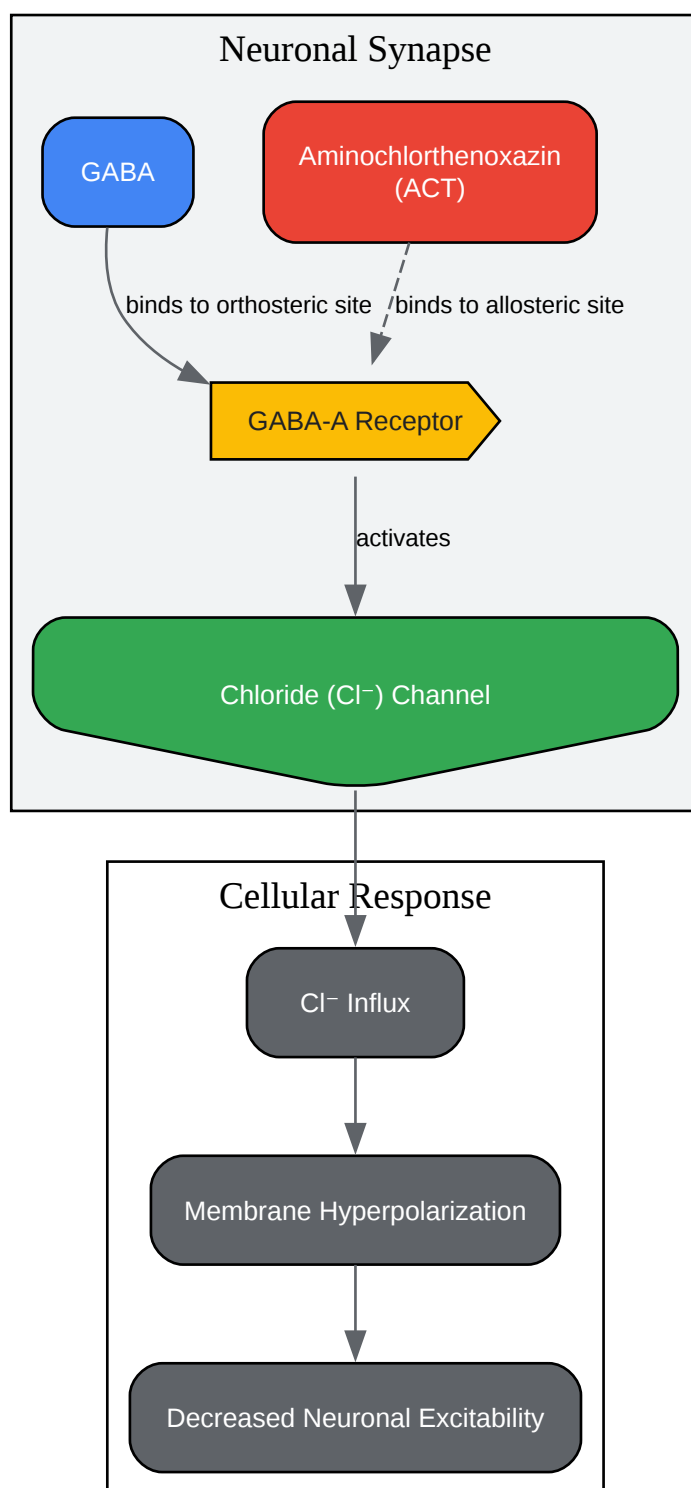 Neuronal Synapse
GABA
Aminochlorthenoxazin
(ACT)
binds to orthosteric site
binds to allosteric site
GABA-A Receptor
activates
Chloride (Cl⁻) Channel
Cellular Response
Cl⁻ Influx
Membrane Hyperpolarization
Decreased Neuronal Excitability